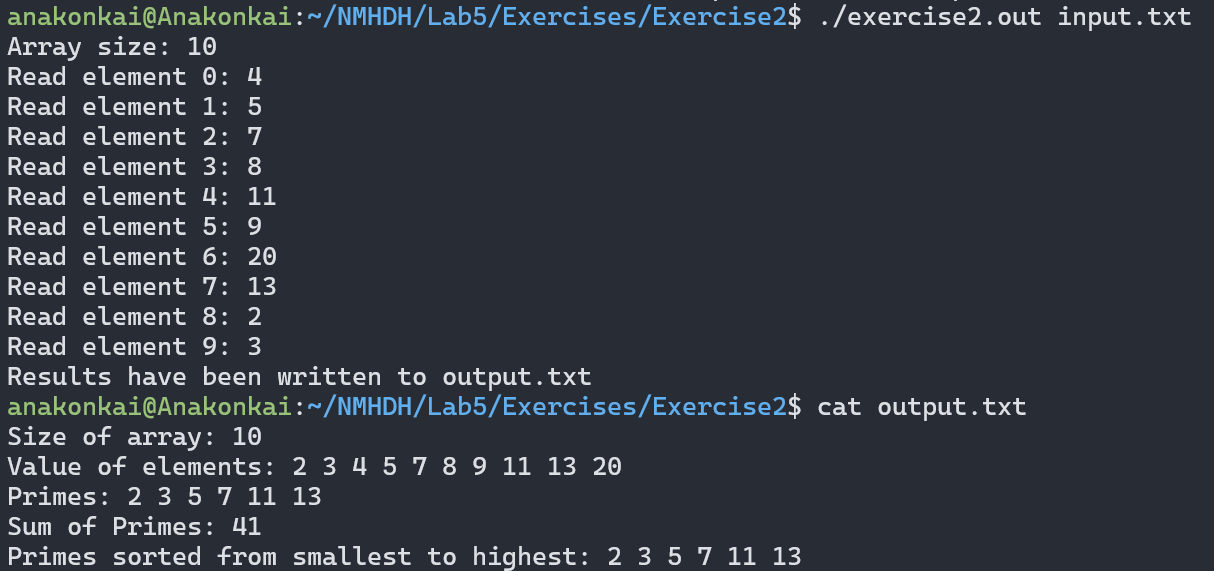 anakonkai@Anakonkai:~/NMHDH/Lab5/Exercises/Exercise2$ ./exercise2.out input.txt
Array size: 10
Read element 0: 4
Read element 1: 5
Read element 2: 7
Read element 3: 8
Read element 4: 11
Read element 5: 9
Read element 6: 20
Read element 7: 13
Read element 8: 2
Read element 9: 3
Results have been written to output.txt
anakonkai@Anakonkai:~/NMHDH/Lab5/Exercises/Exercise2$ cat output.txt
Size of array: 10
Value of elements: 2 3 4 5 7 8 9 11 13 20
Primes: 2 3 5 7 11 13
Sum of Primes: 41
Primes sorted from smallest to highest: 2 3 5 7 11 13